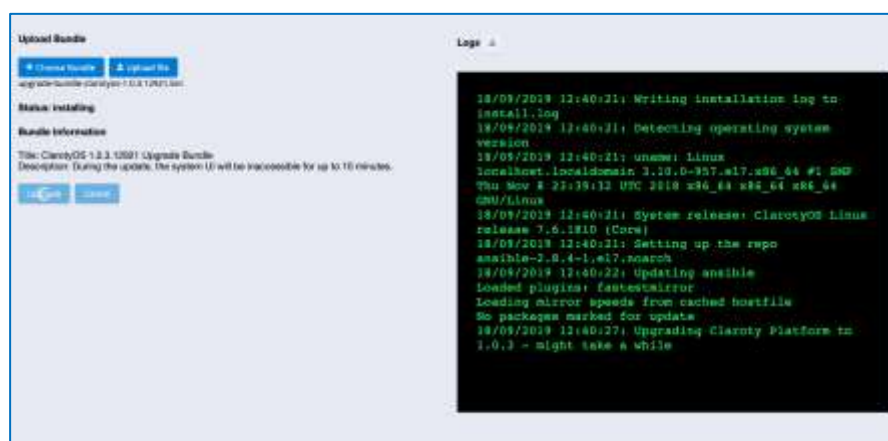 Upload Bundle
Choose Bundle
Upload file
Status: installing
Bundle Information
Title: ClarotyOS Upgrade Bundle
Description: During the update, the system UI will be inaccessible for up to 10 minutes.
Cancel
Logs
18/09/2019 12:40:21: Writing installation log to
install.log
18/09/2019 12:40:21: Detecting operating system
version
18/09/2019 12:40:21: uname: Linux
localhost.localdomain 3.10.0-957.el7.x86_64 #1 SMP
Thu Nov 8 23:39:32 UTC 2018 x86_64 x86_64 x86_64
GNU/Linux
18/09/2019 12:40:21: System release: ClarotyOS Linux
release 7.6.1810 (Core)
18/09/2019 12:40:21: Setting up the repo
ansible-2.8.4-1.el7.noarch
18/09/2019 12:40:22: Updating ansible
Loaded plugins: fastestmirror
Loading mirror speeds from cached hostfile
No packages marked for update
18/09/2019 12:40:27: Upgrading Claroty Platform to
1.0.3 - might take a while